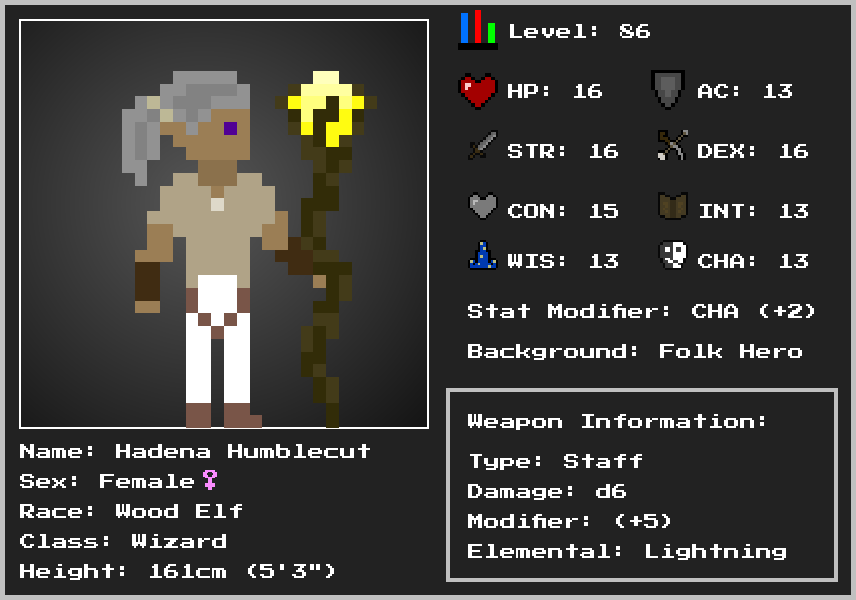 Level: 86
HP: 16
AC: 13
STR: 16
DEX: 16
CON: 15
INT: 13
WIS: 13
CHA: 13
Stat Modifier: CHA (+2)
Background: Folk Hero
Weapon Information:
Type: Staff
Damage: d6
Modifier: (+5)
Elemental: Lightning
Name: Hadena Humblecut
Sex: Female♀
Race: Wood Elf
Class: Wizard
Height: 161cm (5'3")